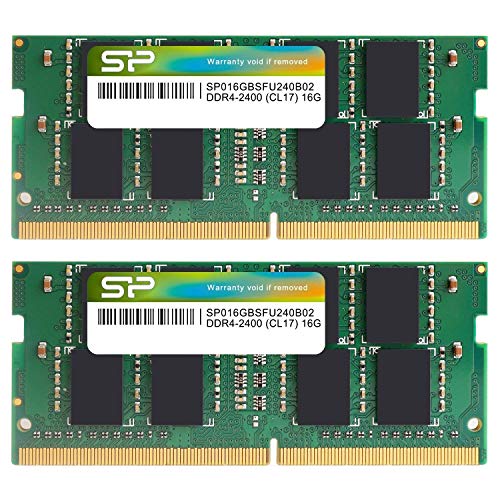 SP
Warranty void if removed
SP016GBSFU240B02
DDR4-2400 (CL17) 16G
SP
Warranty void if removed
SP016GBSFU240B02
DDR4-2400 (CL17) 16G